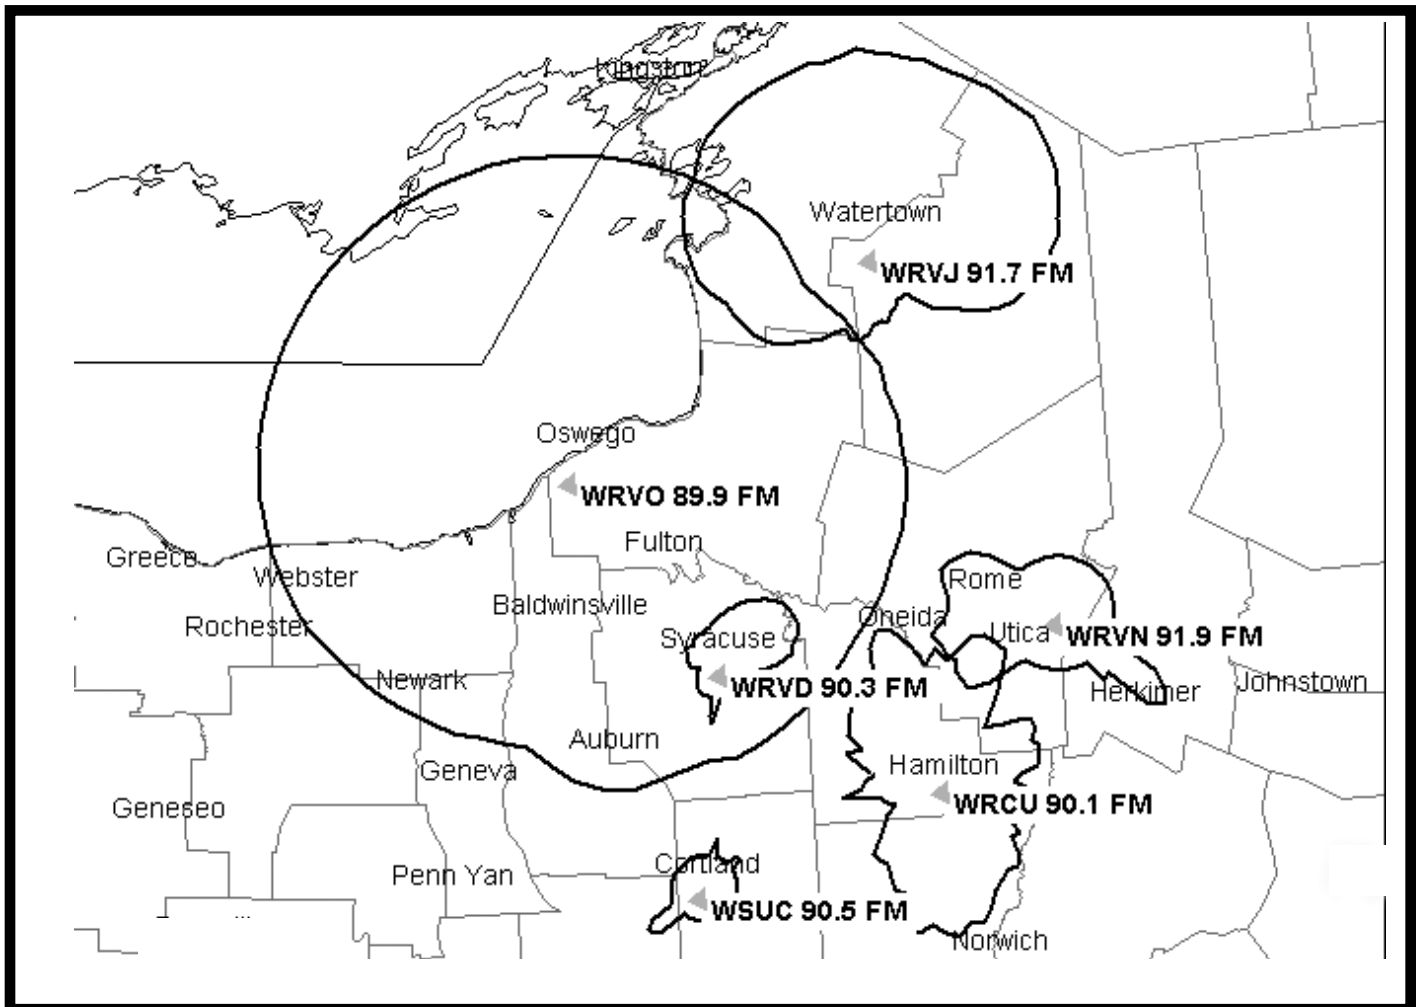 Kingston
Watertown
WRVJ 91.7 FM
Oswego
WRVO 89.9 FM
Fulton
Greece
Webster
Rome
Baldwinsville
Oneida
Rochester
Syracuse
Utica
WRVN 91.9 FM
Newark
WRVD 90.3 FM
Herkimer
Johnstown
Auburn
Geneva
Hamilton
Geneseo
WRCU 90.1 FM
Cortland
Penn Yan
WSUC 90.5 FM
Norwich